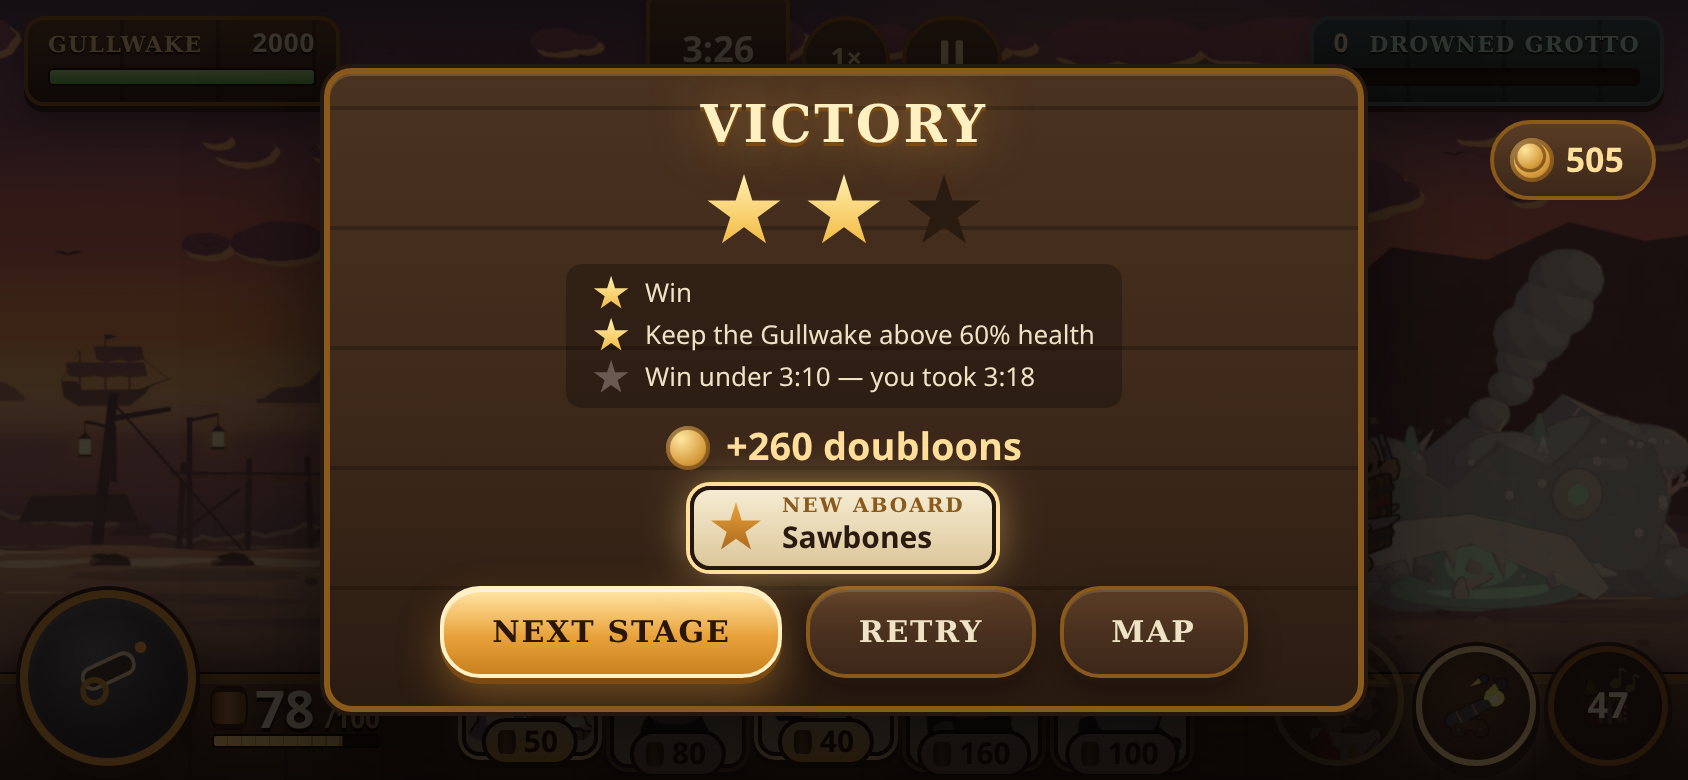 GULLWAKE 2000
3:26
1×
0 DROWNED GROTTO
505
VICTORY
Win
Keep the Gullwake above 60% health
Win under 3:10 — you took 3:18
+260 doubloons
NEW ABOARD
Sawbones
NEXT STAGE
RETRY
MAP
78 /100
50
80
40
160
100
47